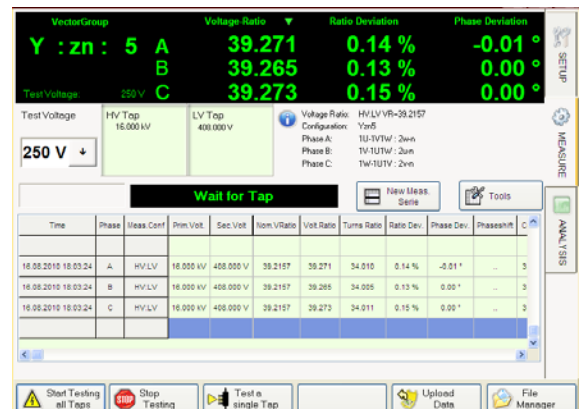 VectorGroup Voltage-Ratio ▼ Ratio Deviation Phase Deviation
Y : zn : 5 A 39.271 0.14 % -0.01 °
B 39.265 0.13 % 0.00 °
Test Voltage: 250 V C 39.273 0.15 % 0.00 °
SETUP
MEASURE
ANALYSIS
Test Voltage
250 V
HV Tap
16.000 kV
LV Tap
408.000 V
Voltage Ratio: HV:LV VR=39.2157
Configuration: Yzn5
Phase A: 1U-1V1W : 2w-n
Phase B: 1V-1U1W : 2u-n
Phase C: 1W-1U1V : 2v-n
Wait for Tap
New Meas. Serie
Tools
Time Phase Meas.Conf Prim.Volt. Sec.Volt Nom.VRatio Volt.Ratio Turns Ratio Ratio Dev. Phase Dev. Phaseshift C
16.08.2010 18:03:24 A HV:LV 16.000 kV 408.000 V 39.2157 39.271 34.010 0.14 % -0.01 ° .. 3
16.08.2010 18:03:24 B HV:LV 16.000 kV 408.000 V 39.2157 39.265 34.005 0.13 % 0.00 ° .. 3
16.08.2010 18:03:24 C HV:LV 16.000 kV 408.000 V 39.2157 39.273 34.011 0.15 % 0.00 ° .. 3
Start Testing all Taps
STOP Stop Testing
Test a single Tap
Upload Data
File Manager